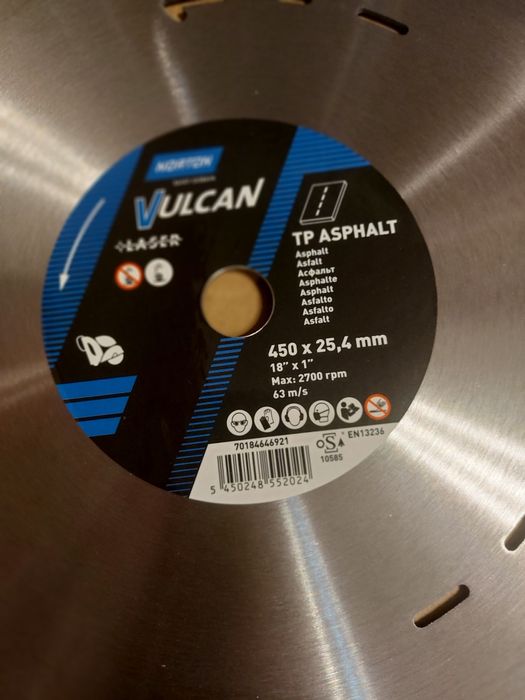 NORTON
VULCAN
LASER
TP ASPHALT
Asphalt
Asfalt
Асфальт
Asphalte
Asphalt
Asfalto
Asfalto
Asfalt
450 x 25,4 mm
18" x 1"
Max: 2700 rpm
63 m/s
EN13236
70184646921
oS▲
10585
5 450248 552024